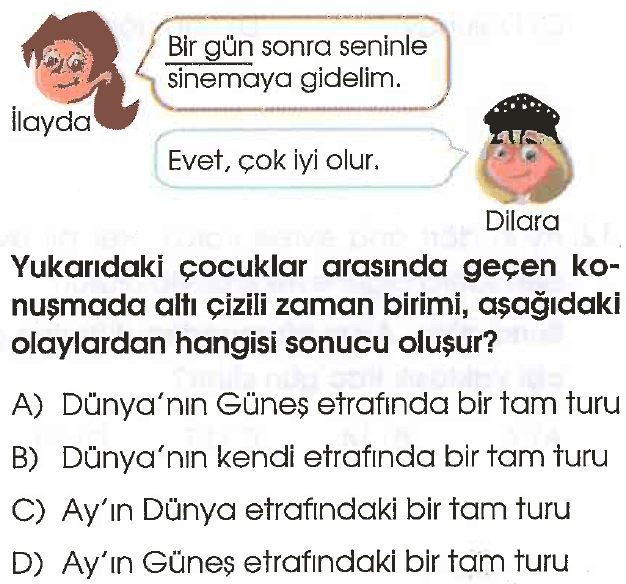 Bir gün sonra seninle
sinemaya gidelim.
İlayda
Evet, çok iyi olur.
Dilara
Yukarıdaki çocuklar arasında geçen ko-
nuşmada altı çizili zaman birimi, aşağıdaki
olaylardan hangisi sonucu oluşur?
A) Dünya'nın Güneş etrafında bir tam turu
B) Dünya'nın kendi etrafında bir tam turu
C) Ay'ın Dünya etrafındaki bir tam turu
D) Ay'ın Güneş etrafındaki bir tam turu